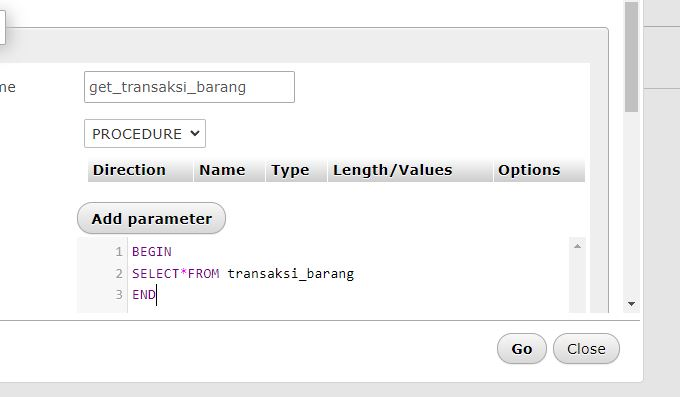 me
get_transaksi_barang
PROCEDURE
Direction Name Type Length/Values Options
Add parameter
1 BEGIN
2 SELECT*FROM transaksi_barang
3 END
Go Close